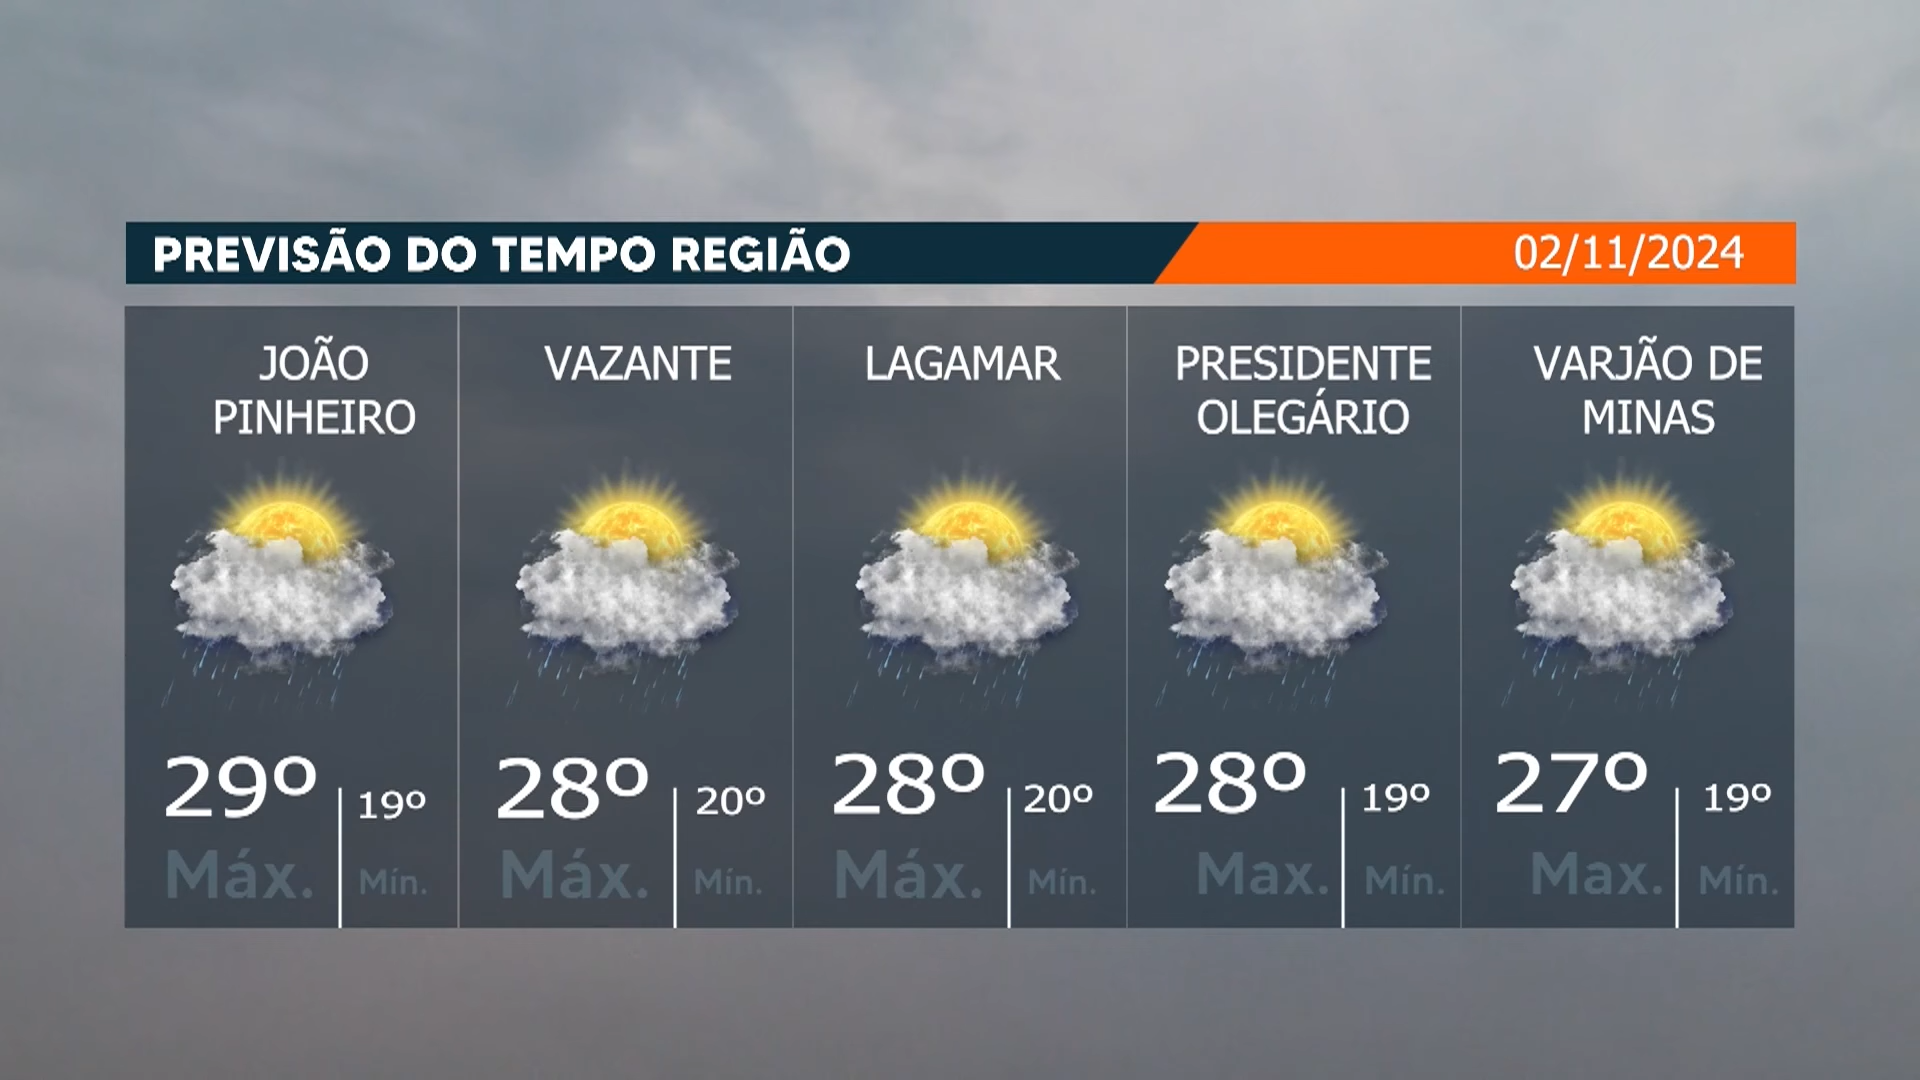 PREVISÃO DO TEMPO REGIÃO
02/11/2024
JOÃO
PINHEIRO
29º
19º
Máx.
Mín.
VAZANTE
28º
20º
Máx.
Mín.
LAGAMAR
28º
20º
Máx.
Mín.
PRESIDENTE
OLEGÁRIO
28º
19º
Max.
Mín.
VARJÃO DE
MINAS
27º
19º
Max.
Mín.